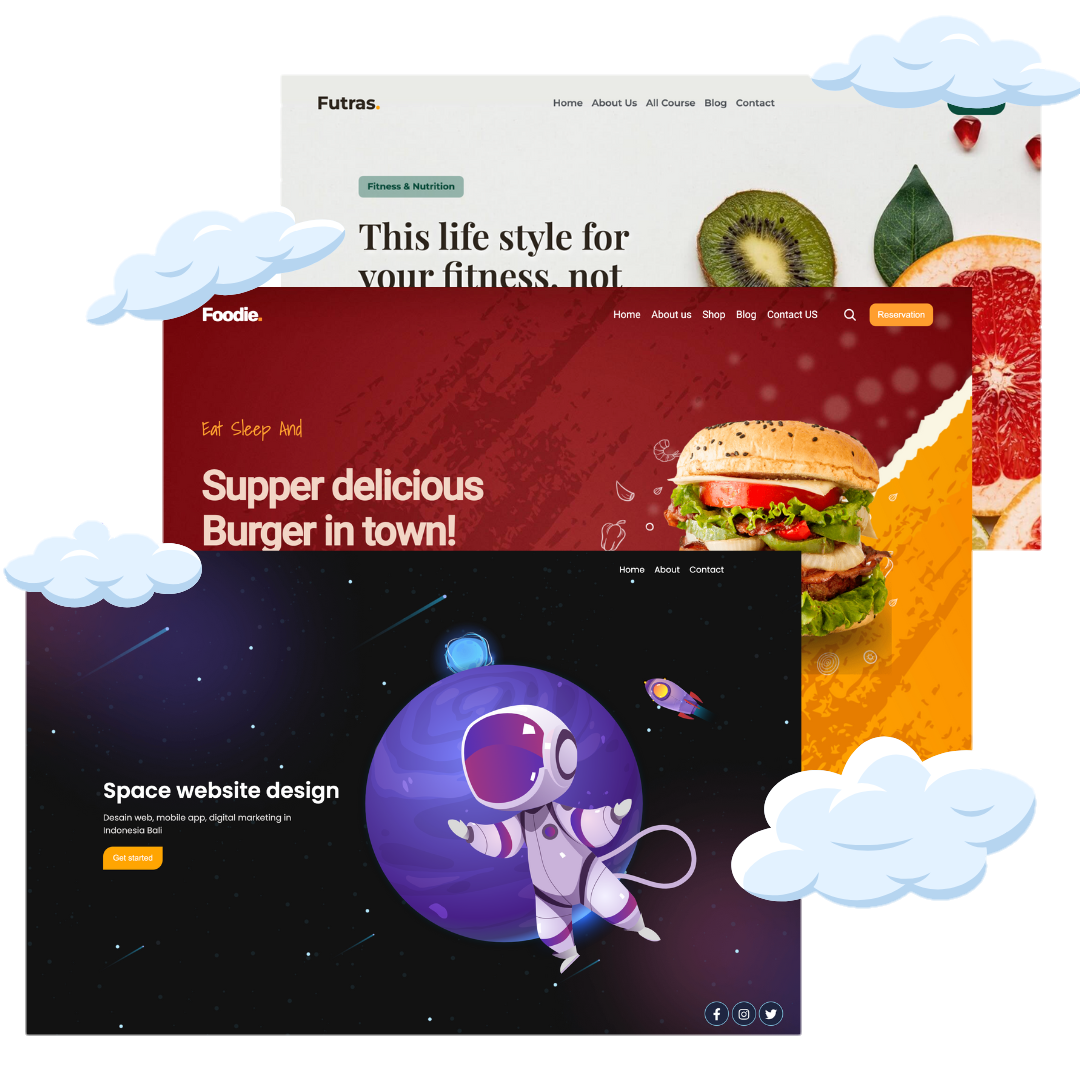 Futras.
Home About Us All Course Blog Contact
Fitness & Nutrition
This life style for
your fitness, not
Foodie.
Home About us Shop Blog Contact US
Reservation
Eat Sleep And
Supper delicious
Burger in town!
Home About Contact
Space website design
Desain web, mobile app, digital marketing in
Indonesia Bali
Get started